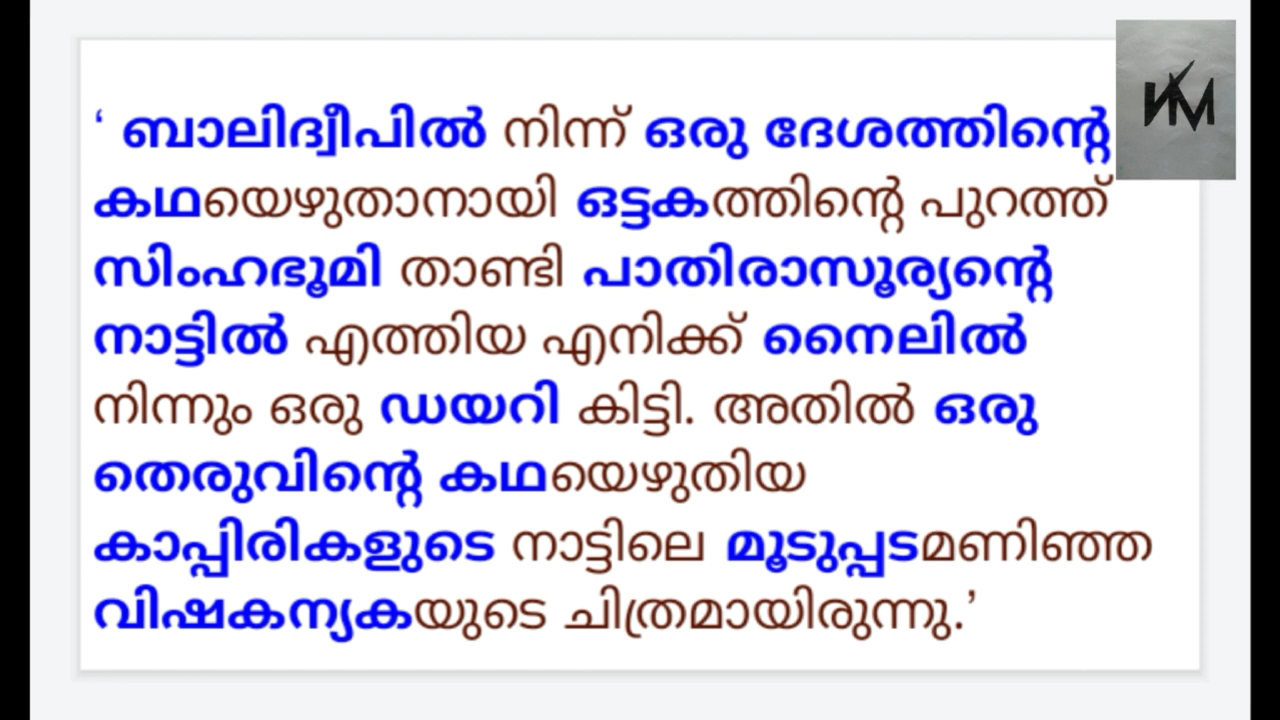 ‘ ബാലിദ്വീപിൽ നിന്ന് ഒരു ദേശത്തിന്റെ
കഥയെഴുതാനായി ഒട്ടകത്തിന്റെ പുറത്ത്
സിംഹഭൂമി താണ്ടി പാതിരാസൂര്യന്റെ
നാട്ടിൽ എത്തിയ എനിക്ക് നൈലിൽ
നിന്നും ഒരു ഡയറി കിട്ടി. അതിൽ ഒരു
തെരുവിന്റെ കഥയെഴുതിയ
കാപ്പിരികളുടെ നാട്ടിലെ മൂടുപ്പടമണിഞ്ഞ
വിഷകന്യകയുടെ ചിത്രമായിരുന്നു.’